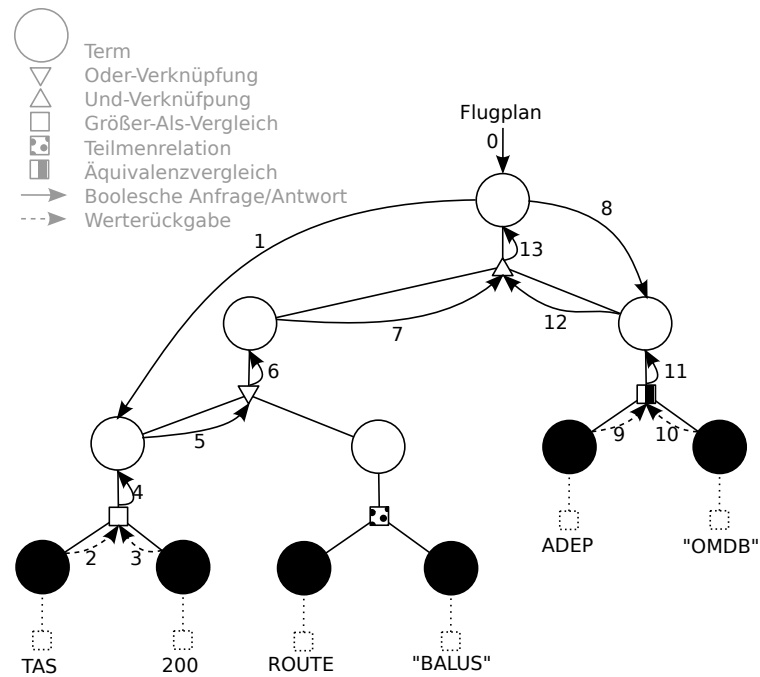 Term
Oder-Verknüpfung
Und-Verknüfpung
Größer-Als-Vergleich
Teilmenrelation
Äquivalenzvergleich
Boolesche Anfrage/Antwort
Werterückgabe
Flugplan
0
1
8
13
7
12
6
11
5
9
10
4
2
3
ADEP
"OMDB"
TAS
200
ROUTE
"BALUS"